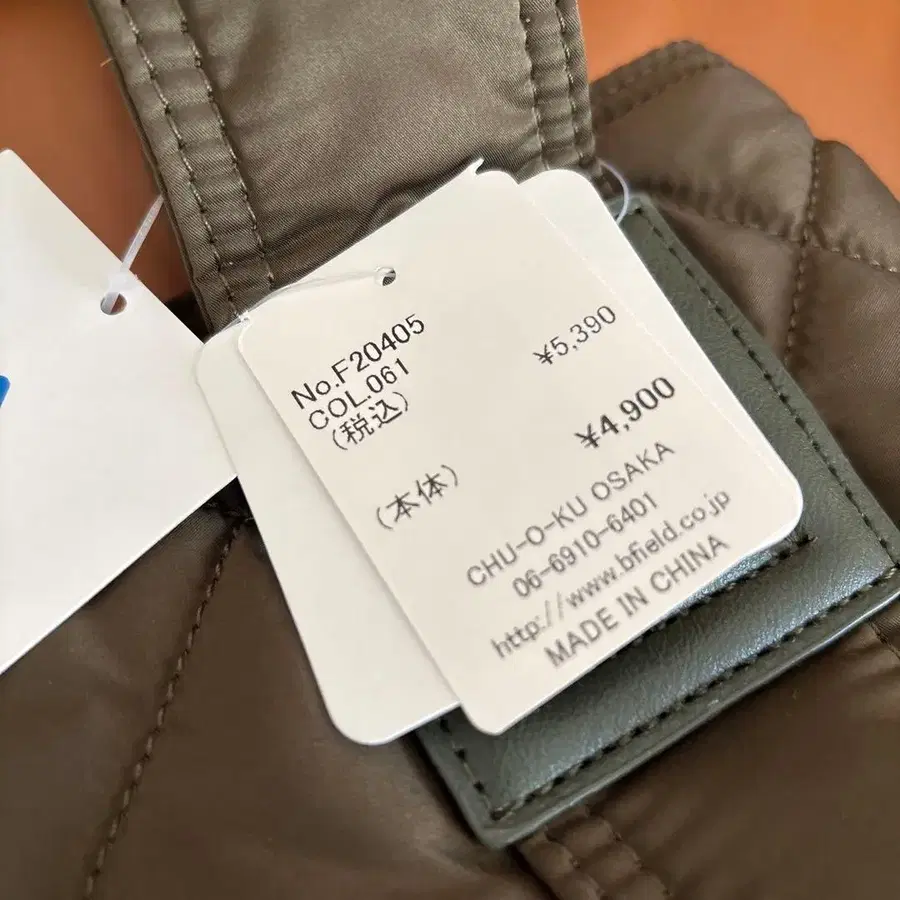 No.F20405
COL.061
(税込) ¥5,390
(本体) ¥4,900
CHU-O-KU OSAKA
06-6910-6401
http://www.bfield.co.jp
MADE IN CHINA